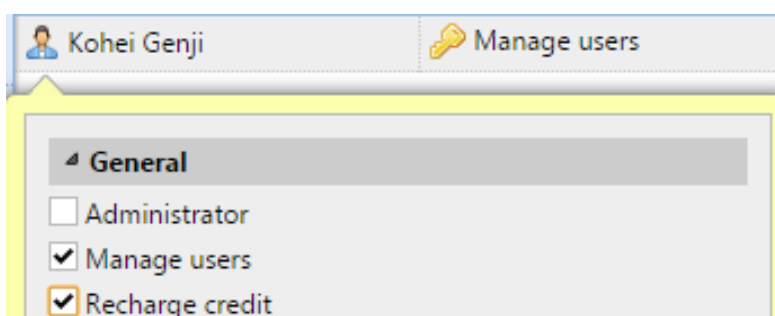 Kohei Genji Manage users
General
Administrator
Manage users
Recharge credit